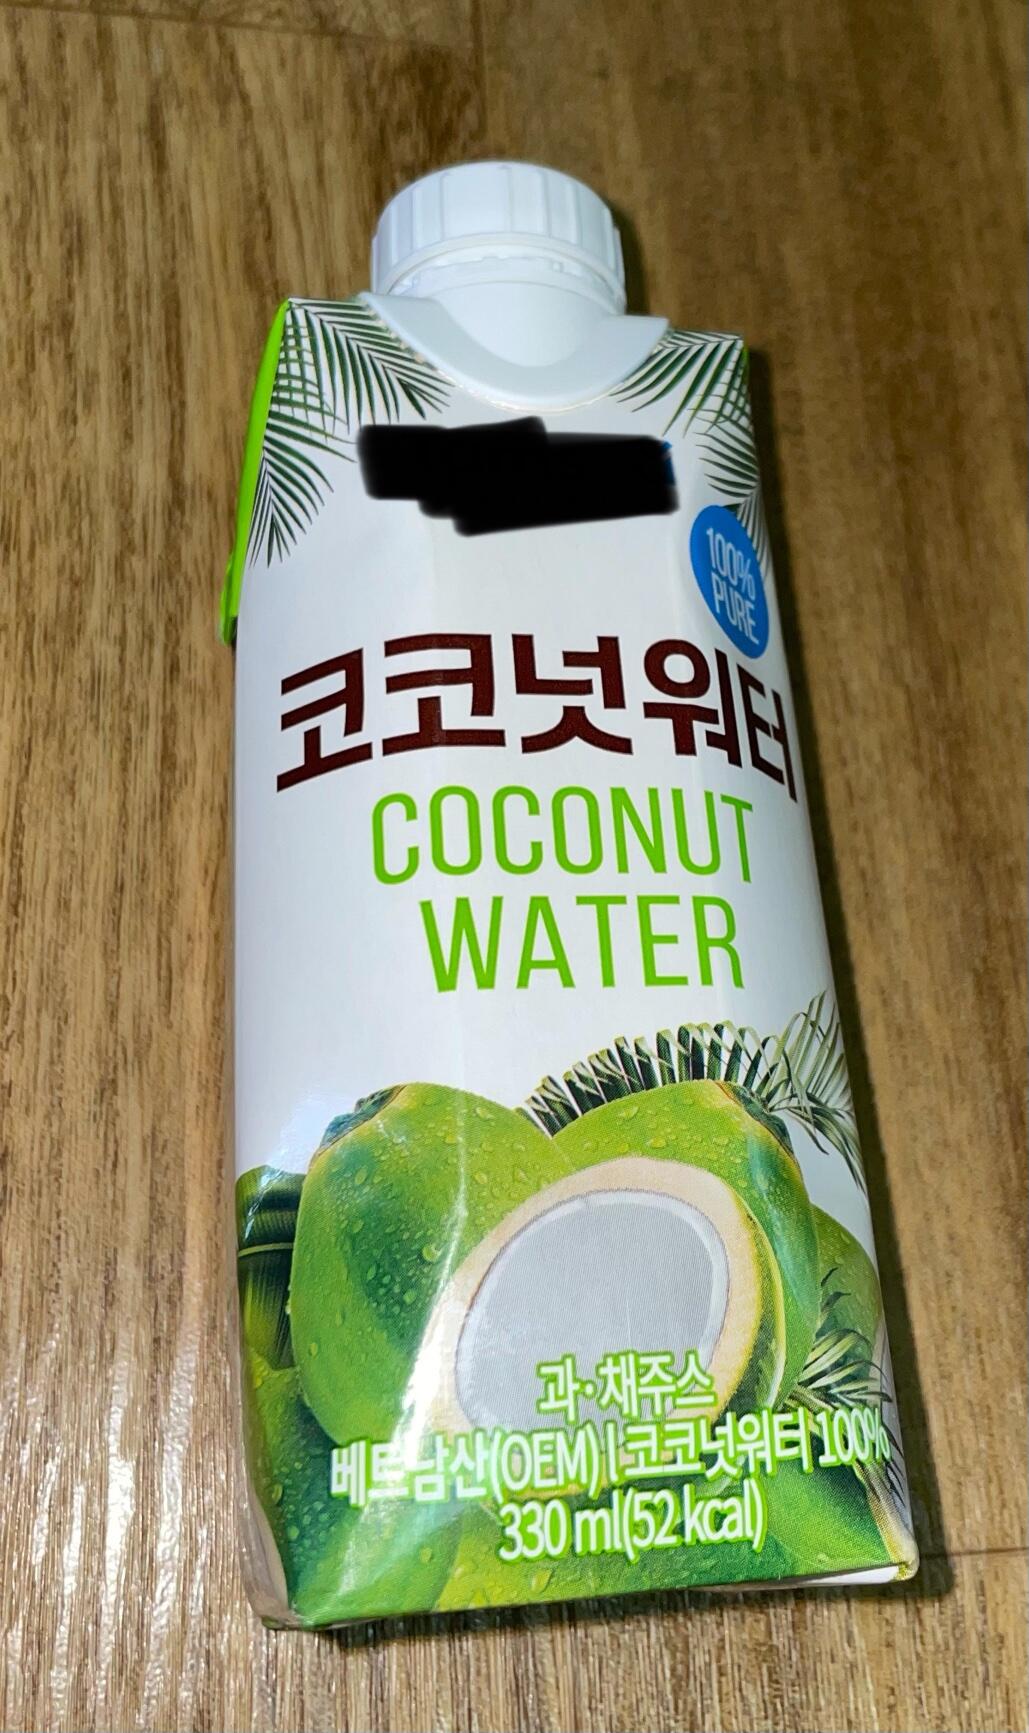 100%
PURE
코코넛워터
COCONUT
WATER
과·채주스
베트남산(OEM) | 코코넛워터 100%
330 ml(52 kcal)